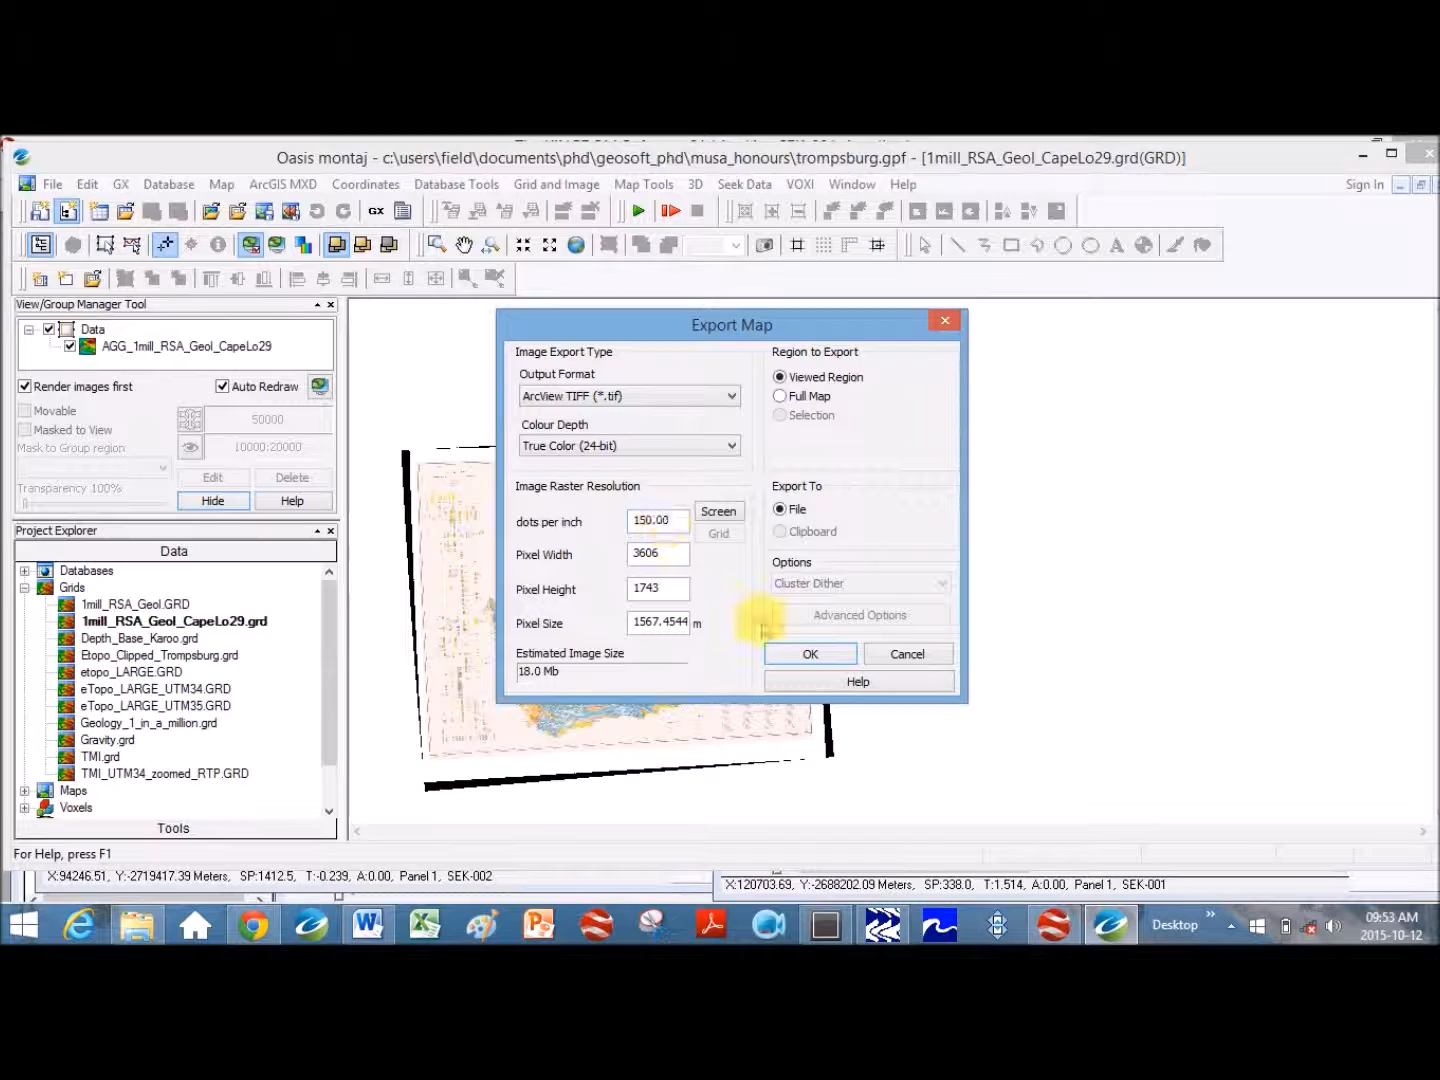 Oasis montaj - c:\users\field\documents\phd\geosoft_phd\musa_honours\trompsburg.gpf - [1mill_RSA_Geol_CapeLo29.grd(GRD)]
File Edit GX Database Map ArcGIS MXD Coordinates Database Tools Grid and Image Map Tools 3D Seek Data VOXI Window Help Sign In
GX
View/Group Manager Tool
Data
AGG_1mill_RSA_Geol_CapeLo29
Render images first Auto Redraw
Movable
50000
Masked to View
Mask to Group region
10000:20000
Edit Delete
Transparency 100%
Hide Help
Project Explorer
Data
Databases
Grids
1mill_RSA_Geol.GRD
1mill_RSA_Geol_CapeLo29.grd
Depth_Base_Karoo.grd
Etopo_Clipped_Trompsburg.grd
etopo_LARGE.GRD
eTopo_LARGE_UTM34.GRD
eTopo_LARGE_UTM35.GRD
Geology_1_in_a_million.grd
Gravity.grd
TMI.grd
TMI_UTM34_zoomed_RTP.GRD
Maps
Voxels
Tools
Export Map
Image Export Type
Output Format
ArcView TIFF (*.tif)
Colour Depth
True Color (24-bit)
Image Raster Resolution
dots per inch 150.00 Screen
Grid
Pixel Width 3606
Pixel Height 1743
Pixel Size 1567.4544 m
Estimated Image Size
18.0 Mb
Region to Export
Viewed Region
Full Map
Selection
Export To
File
Clipboard
Options
Cluster Dither
Advanced Options
OK Cancel
Help
For Help, press F1
X:94246.51, Y:-2719417.39 Meters, SP:1412.5, T:-0.239, A:0.00, Panel 1, SEK-002
X:120703.69, Y:-2688202.09 Meters, SP:338.0, T:1.514, A:0.00, Panel 1, SEK-001
Desktop
09:53 AM
2015-10-12